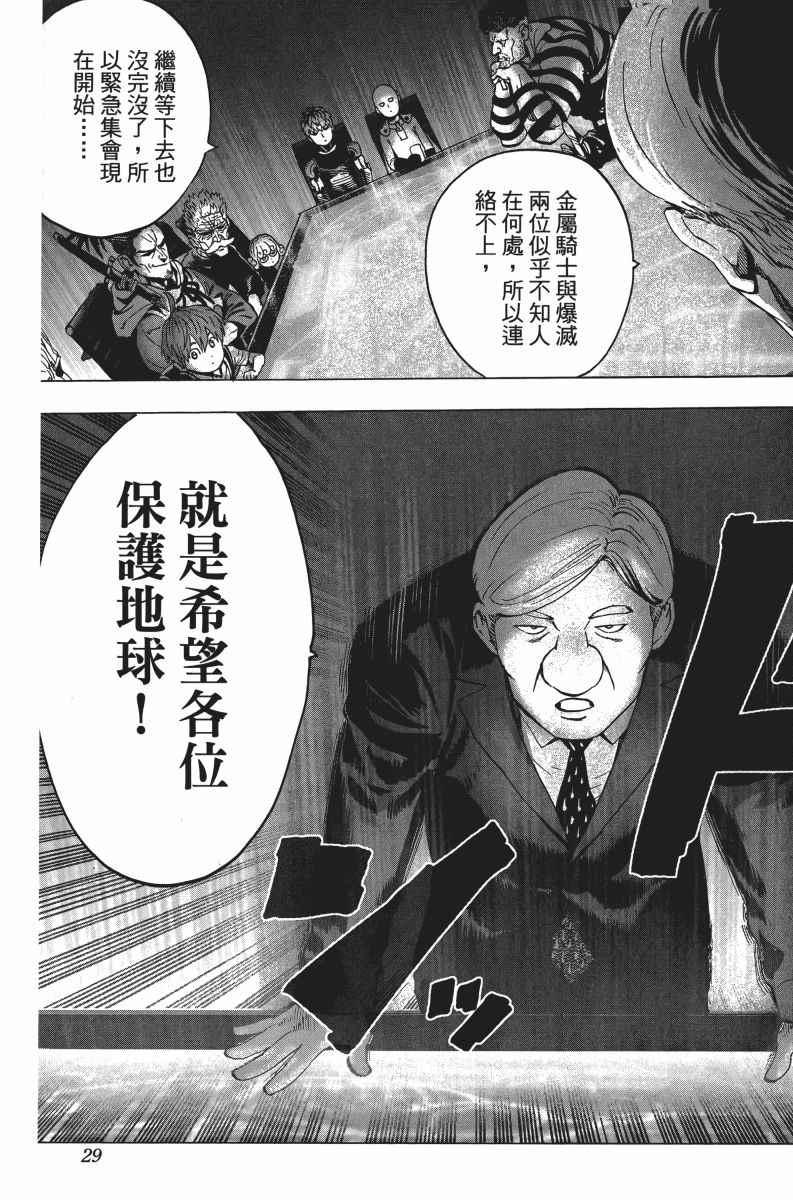 金屬騎士與爆滅
兩位似乎不知人
在何處，所以連
絡不上，
繼續等下去也
沒完沒了，所
以緊急集會現
在開始……
就是希望各位
保護地球！
29